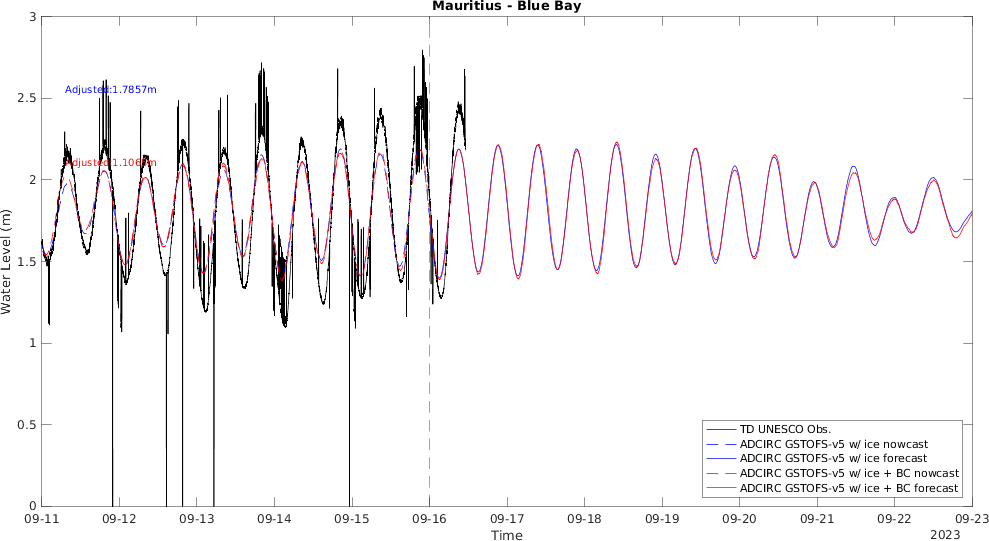 Mauritius - Blue Bay
3
2.5
2
1.5
1
0.5
0
Water Level (m)
Adjusted:1.7857m
09-11
09-12
09-13
09-14
09-15
09-16
09-17
09-18
09-19
09-20
09-21
09-22
09-23
Time
2023
TD UNESCO Obs.
ADCIRC GSTOFS-v5 w/ ice nowcast
ADCIRC GSTOFS-v5 w/ ice forecast
ADCIRC GSTOFS-v5 w/ ice + BC nowcast
ADCIRC GSTOFS-v5 w/ ice + BC forecast